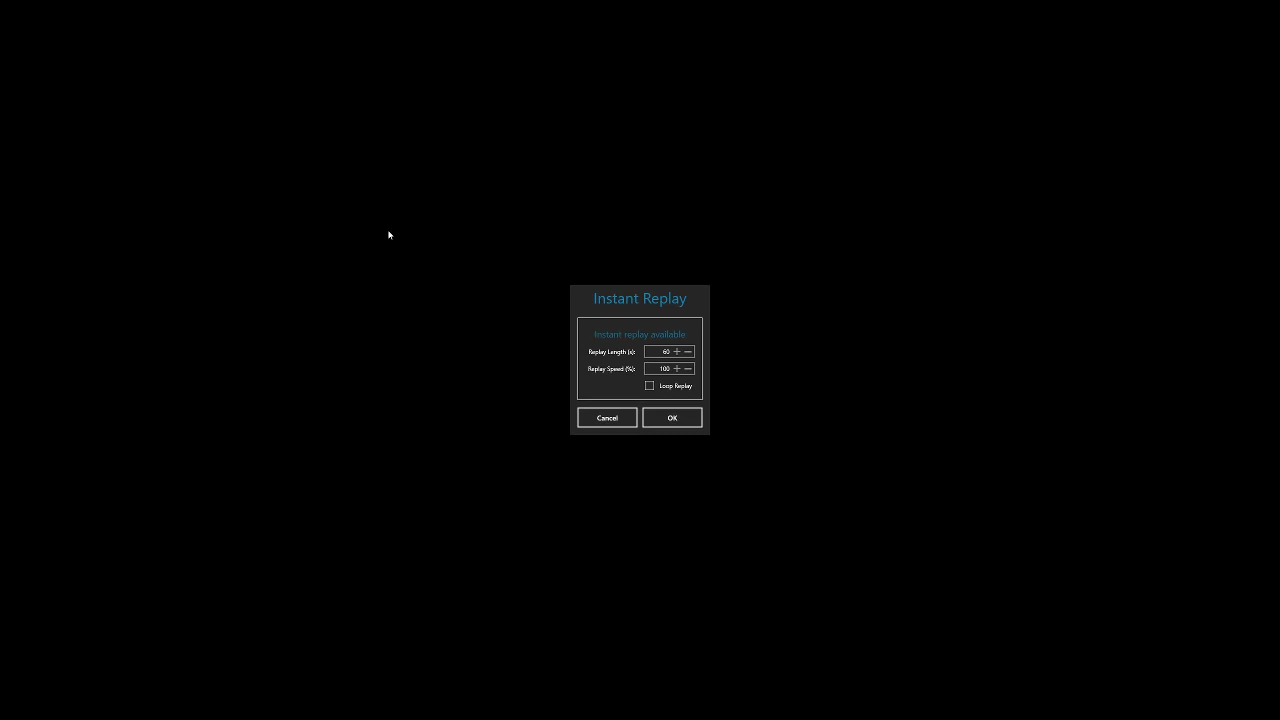 Instant Replay
Instant replay available
Replay Length (s): 60
Replay Speed (%): 100
Loop Replay
Cancel OK